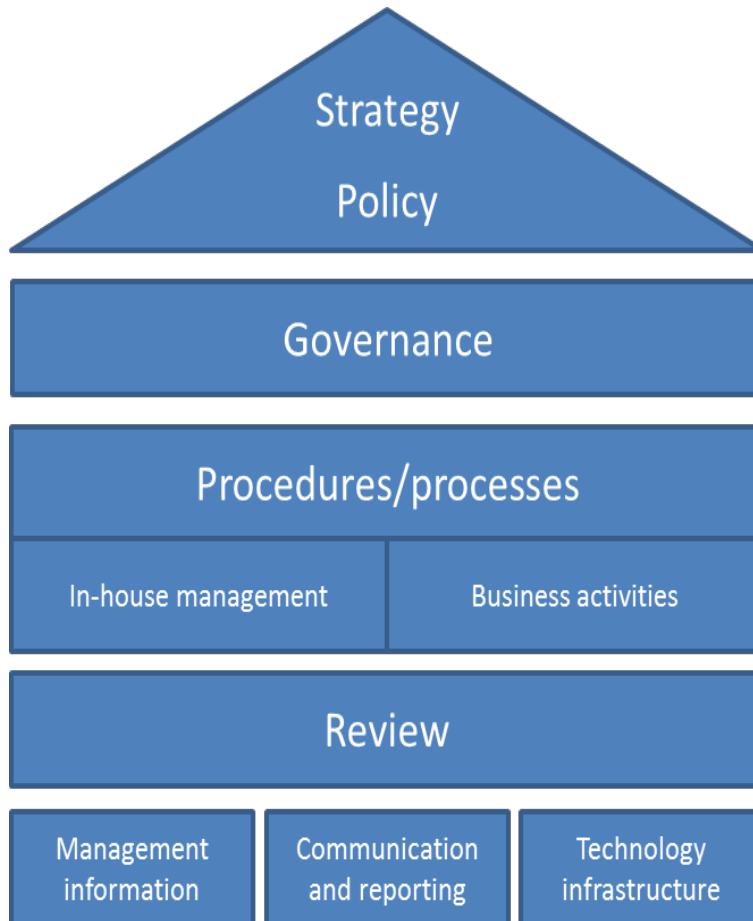 Strategy
Policy
Governance
Procedures/processes
In-house management
Business activities
Review
Management
information
Communication
and reporting
Technology
infrastructure